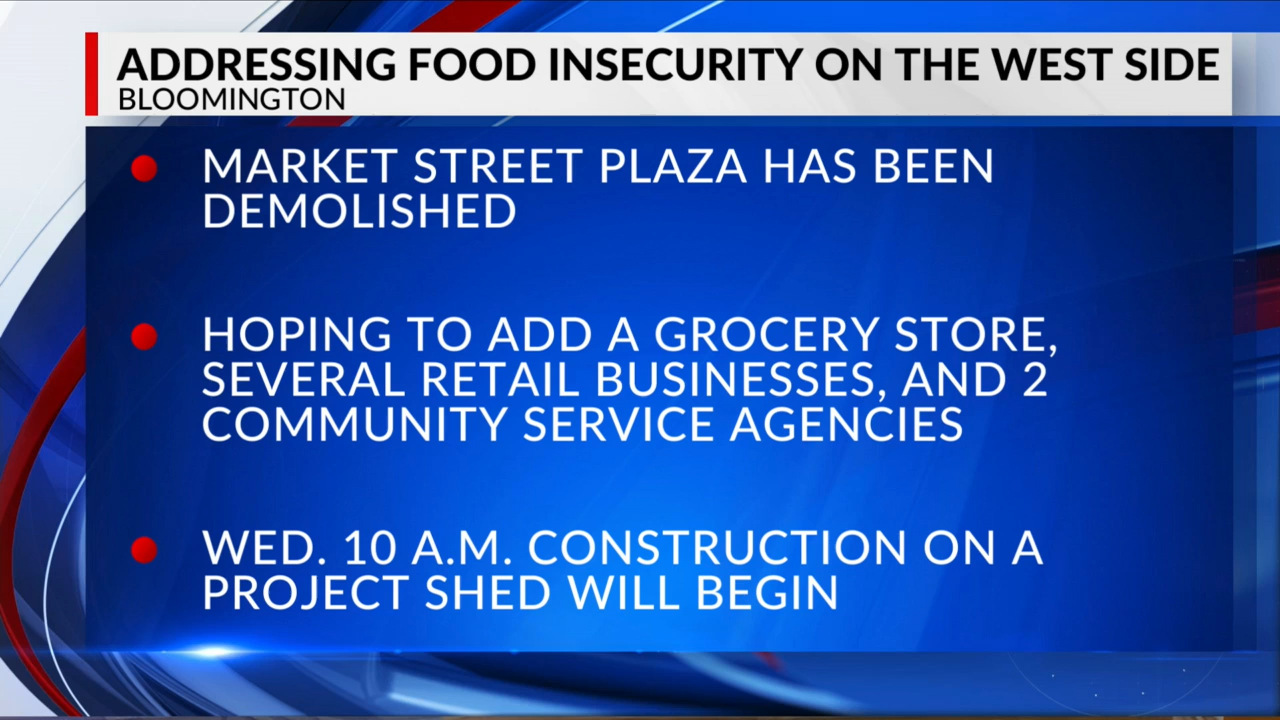 ADDRESSING FOOD INSECURITY ON THE WEST SIDE
BLOOMINGTON
MARKET STREET PLAZA HAS BEEN
DEMOLISHED
HOPING TO ADD A GROCERY STORE,
SEVERAL RETAIL BUSINESSES, AND 2
COMMUNITY SERVICE AGENCIES
WED. 10 A.M. CONSTRUCTION ON A
PROJECT SHED WILL BEGIN